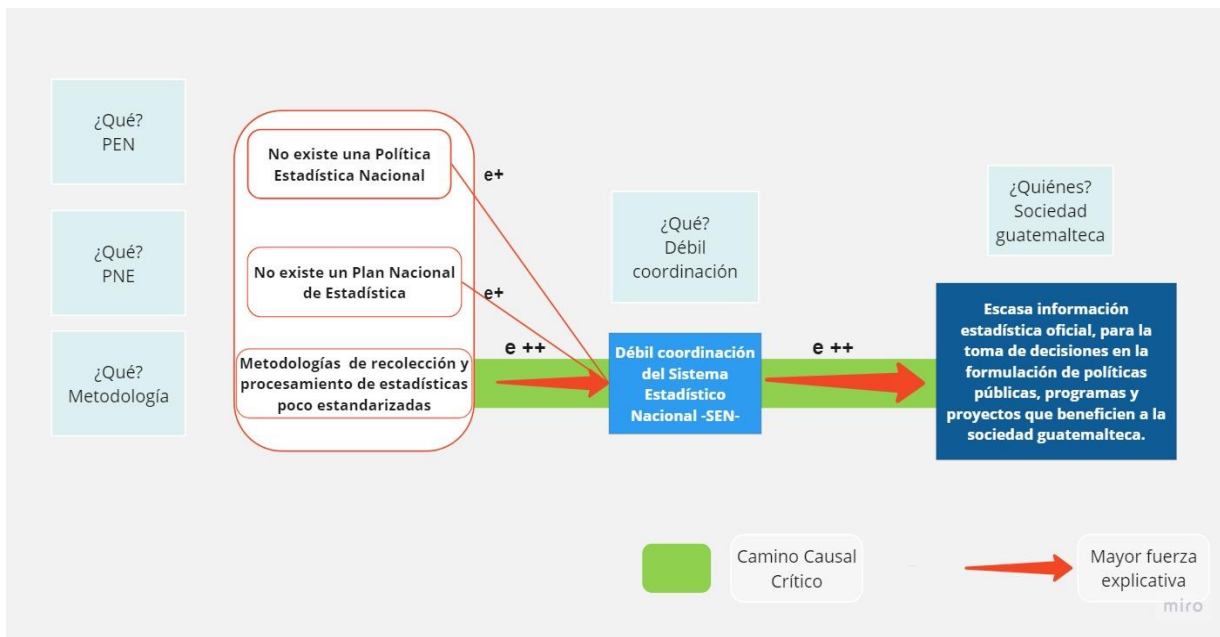 ¿Qué?
PEN
¿Qué?
PNE
¿Qué?
Metodología
No existe una Política
Estadística Nacional
No existe un Plan Nacional
de Estadística
Metodologías de recolección y
procesamiento de estadísticas
poco estandarizadas
e+
e+
e ++
¿Qué?
Débil
coordinación
Débil coordinación
del Sistema
Estadístico
Nacional -SEN-
e ++
¿Quiénes?
Sociedad
guatemalteca
Escasa información
estadística oficial, para la
toma de decisiones en la
formulación de políticas
públicas, programas y
proyectos que beneficien a la
sociedad guatemalteca.
Camino Causal
Crítico
Mayor fuerza
explicativa
miro